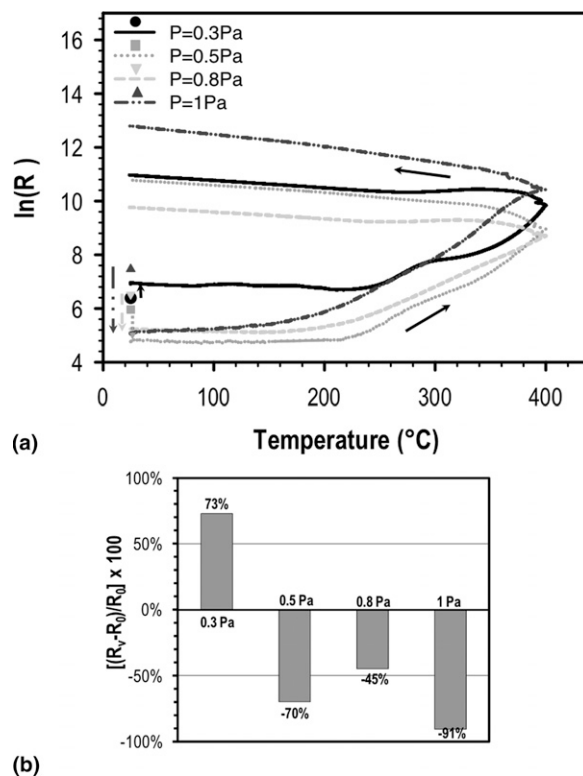 16
14
12
10
8
6
4
ln(R )
P=0.3Pa
P=0.5Pa
P=0.8Pa
P=1Pa
0 100 200 300 400
Temperature (°C)
(a)
100%
50%
0%
-50%
-100%
[(Rv-R0)/R0] x 100
73%
0.3 Pa
0.5 Pa 0.8 Pa 1 Pa
-70%
-45%
-91%
(b)